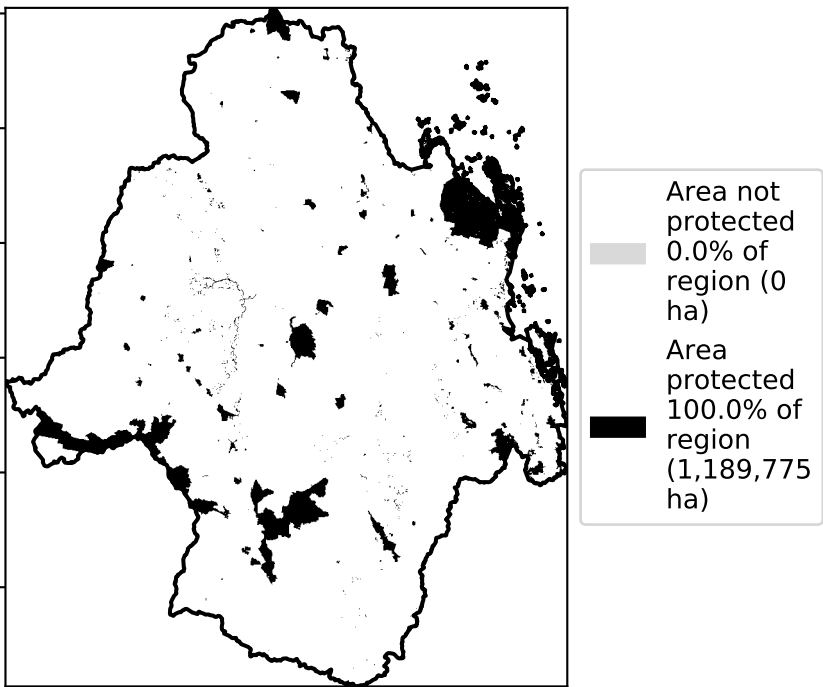 Area not
protected
0.0% of
region (0
ha)
Area
protected
100.0% of
region
(1,189,775
ha)